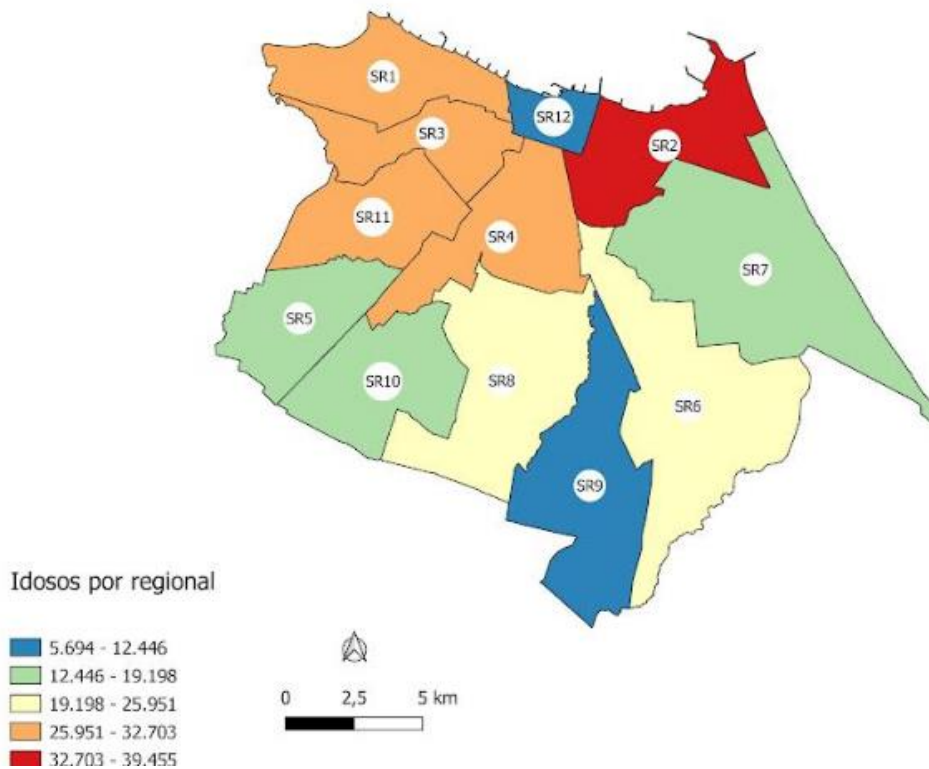 SR1
SR12
SR3
SR2
SR11
SR4
SR7
SR5
SR10
SR8
SR6
SR9
Idosos por regional
5.694 - 12.446
12.446 - 19.198
19.198 - 25.951
25.951 - 32.703
32.703 - 39.455
0 2,5 5 km